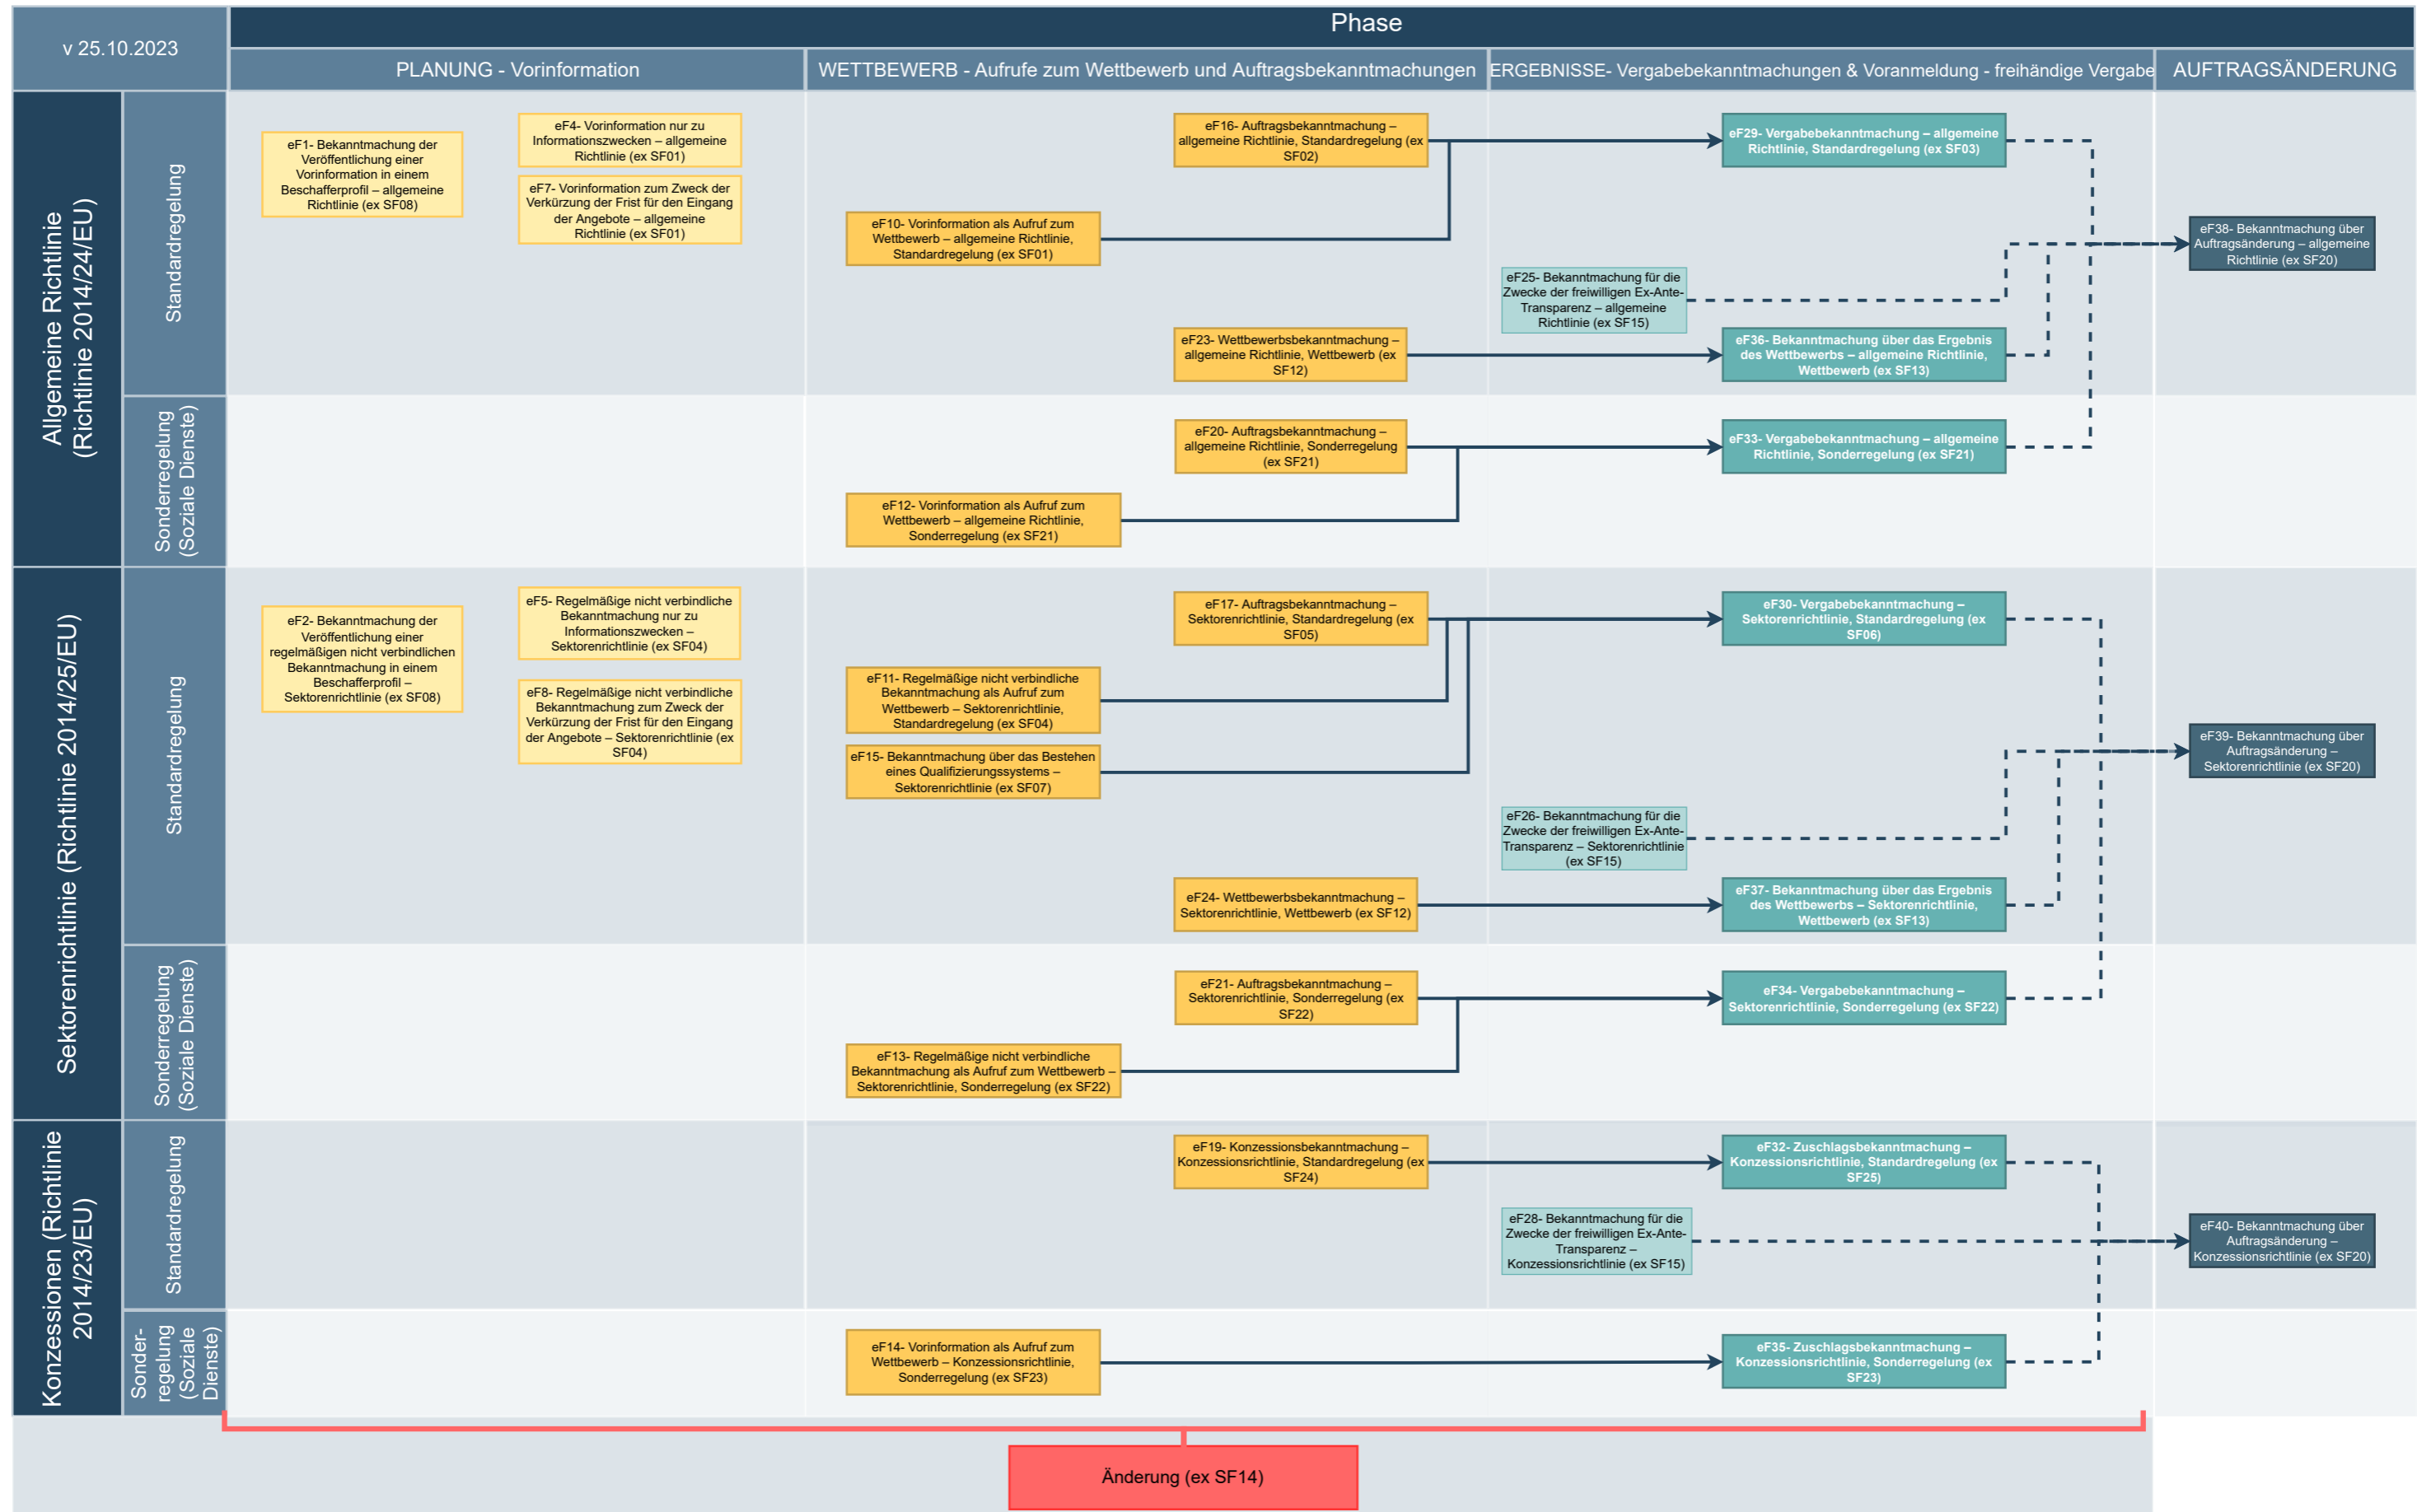 v 25.10.2023
Phase
PLANUNG - Vorinformation
WETTBEWERB - Aufrufe zum Wettbewerb und Auftragsbekanntmachungen
ERGEBNISSE- Vergabebekanntmachungen & Voranmeldung - freihändige Vergabe
AUFTRAGSÄNDERUNG
Allgemeine Richtlinie
(Richtlinie 2014/24/EU)
Standardregelung
eF1- Bekanntmachung der
Veröffentlichung einer
Vorinformation in einem
Beschafferprofil – allgemeine
Richtlinie (ex SF08)
eF4- Vorinformation nur zu
Informationszwecken – allgemeine
Richtlinie (ex SF01)
eF7- Vorinformation zum Zweck der
Verkürzung der Frist für den Eingang
der Angebote – allgemeine
Richtlinie (ex SF01)
eF16- Auftragsbekanntmachung –
allgemeine Richtlinie, Standardregelung (ex
SF02)
eF10- Vorinformation als Aufruf zum
Wettbewerb – allgemeine Richtlinie,
Standardregelung (ex SF01)
eF23- Wettbewerbsbekanntmachung –
allgemeine Richtlinie, Wettbewerb (ex
SF12)
eF29- Vergabebekanntmachung – allgemeine
Richtlinie, Standardregelung (ex SF03)
eF25- Bekanntmachung für die
Zwecke der freiwilligen Ex-Ante-
Transparenz – allgemeine
Richtlinie (ex SF15)
eF36- Bekanntmachung über das Ergebnis
des Wettbewerbs – allgemeine Richtlinie,
Wettbewerb (ex SF13)
eF38- Bekanntmachung über
Auftragsänderung – allgemeine
Richtlinie (ex SF20)
Sonderregelung
(Soziale Dienste)
eF20- Auftragsbekanntmachung –
allgemeine Richtlinie, Sonderregelung
(ex SF21)
eF12- Vorinformation als Aufruf zum
Wettbewerb – allgemeine Richtlinie,
Sonderregelung (ex SF21)
eF33- Vergabebekanntmachung – allgemeine
Richtlinie, Sonderregelung (ex SF21)
Sektorenrichtlinie (Richtlinie 2014/25/EU)
Standardregelung
eF2- Bekanntmachung der
Veröffentlichung einer
regelmäßigen nicht verbindlichen
Bekanntmachung in einem
Beschafferprofil –
Sektorenrichtlinie (ex SF08)
eF5- Regelmäßige nicht verbindliche
Bekanntmachung nur zu
Informationszwecken –
Sektorenrichtlinie (ex SF04)
eF8- Regelmäßige nicht verbindliche
Bekanntmachung zum Zweck der
Verkürzung der Frist für den Eingang
der Angebote – Sektorenrichtlinie (ex
SF04)
eF17- Auftragsbekanntmachung –
Sektorenrichtlinie, Standardregelung (ex
SF05)
eF11- Regelmäßige nicht verbindliche
Bekanntmachung als Aufruf zum
Wettbewerb – Sektorenrichtlinie,
Standardregelung (ex SF04)
eF15- Bekanntmachung über das Bestehen
eines Qualifizierungssystems –
Sektorenrichtlinie (ex SF07)
eF24- Wettbewerbsbekanntmachung –
Sektorenrichtlinie, Wettbewerb (ex SF12)
eF30- Vergabebekanntmachung –
Sektorenrichtlinie, Standardregelung (ex
SF06)
eF26- Bekanntmachung für die
Zwecke der freiwilligen Ex-Ante-
Transparenz – Sektorenrichtlinie
(ex SF15)
eF37- Bekanntmachung über das Ergebnis
des Wettbewerbs – Sektorenrichtlinie,
Wettbewerb (ex SF13)
eF39- Bekanntmachung über
Auftragsänderung –
Sektorenrichtlinie (ex SF20)
Sonderregelung
(Soziale Dienste)
eF21- Auftragsbekanntmachung –
Sektorenrichtlinie, Sonderregelung (ex
SF22)
eF13- Regelmäßige nicht verbindliche
Bekanntmachung als Aufruf zum Wettbewerb –
Sektorenrichtlinie, Sonderregelung (ex SF22)
eF34- Vergabebekanntmachung –
Sektorenrichtlinie, Sonderregelung (ex SF22)
Konzessionen (Richtlinie
2014/23/EU)
Standardregelung
eF19- Konzessionsbekanntmachung –
Konzessionsrichtlinie, Standardregelung (ex
SF24)
eF32- Zuschlagsbekanntmachung –
Konzessionsrichtlinie, Standardregelung (ex
SF25)
eF28- Bekanntmachung für die
Zwecke der freiwilligen Ex-Ante-
Transparenz –
Konzessionsrichtlinie (ex SF15)
eF40- Bekanntmachung über
Auftragsänderung –
Konzessionsrichtlinie (ex SF20)
Sonder-
regelung
(Soziale
Dienste)
eF14- Vorinformation als Aufruf zum
Wettbewerb – Konzessionsrichtlinie,
Sonderregelung (ex SF23)
eF35- Zuschlagsbekanntmachung –
Konzessionsrichtlinie, Sonderregelung (ex
SF23)
Änderung (ex SF14)